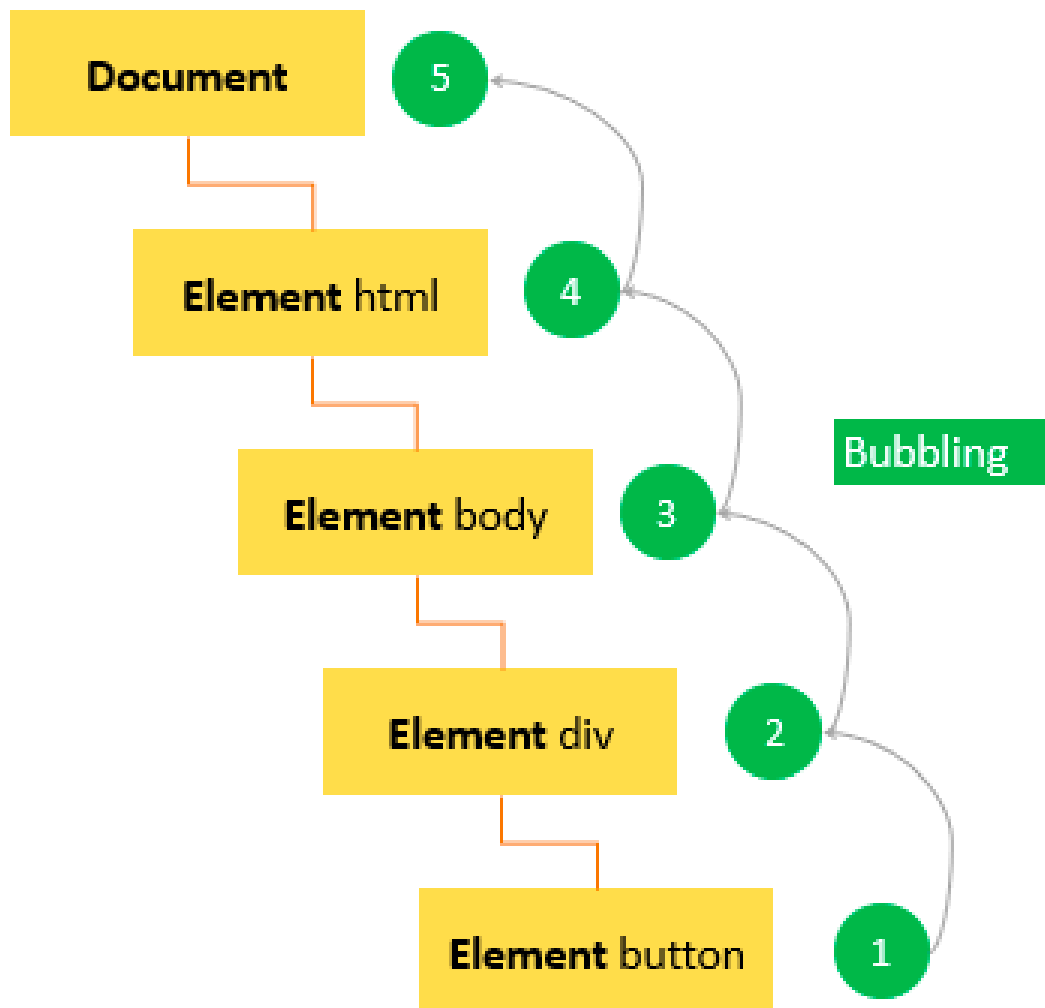 Document 5
Element html 4
Bubbling
Element body 3
Element div 2
Element button 1